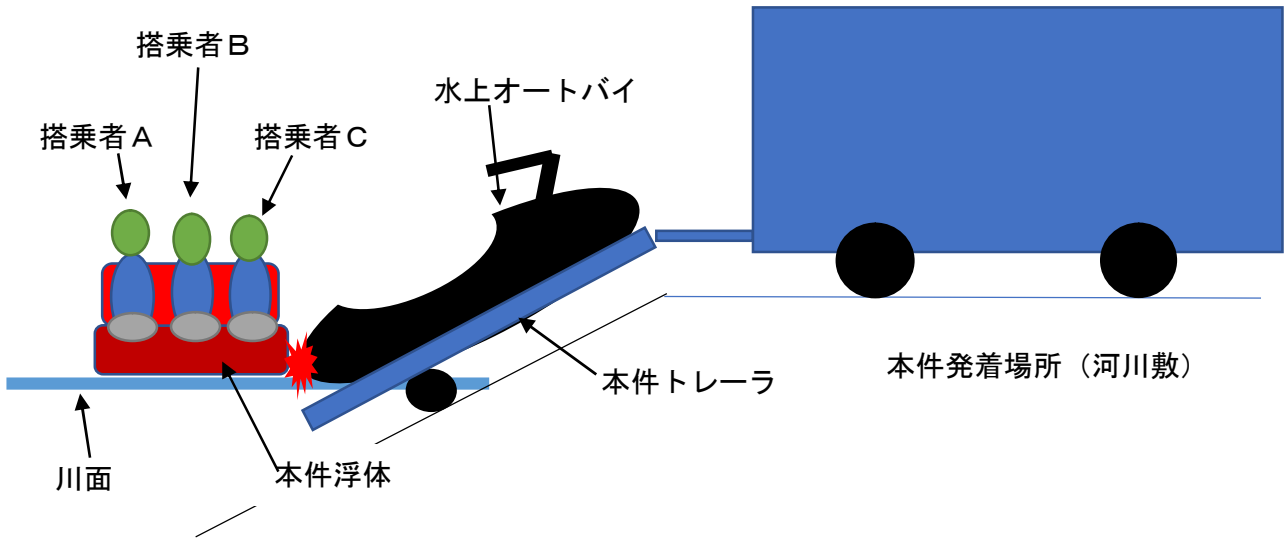 搭乗者Ｂ
水上オートバイ
搭乗者Ａ
搭乗者Ｃ
本件発着場所（河川敷）
本件トレーラ
川面
本件浮体